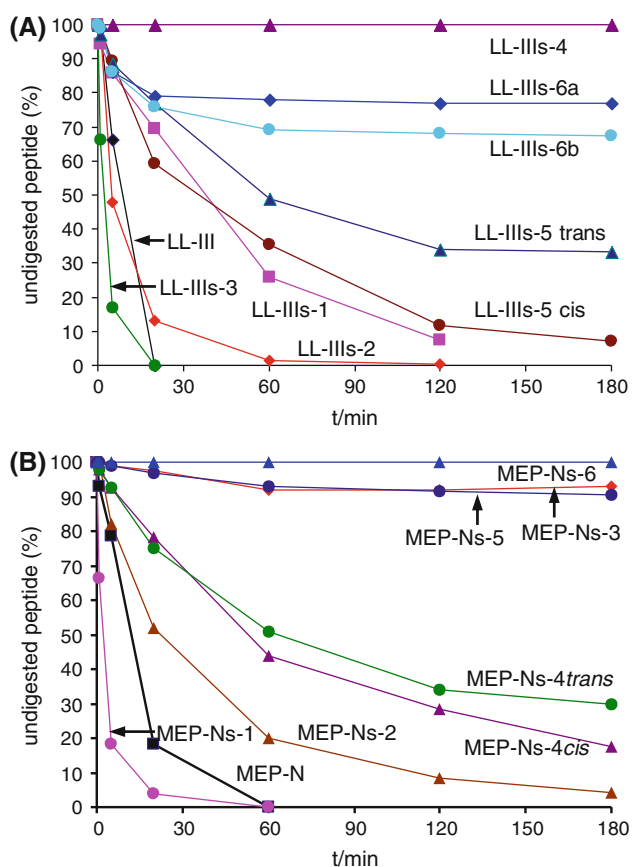 (A)
undigested peptide (%)
100
90
80
70
60
50
40
30
20
10
0
LL-IIIs-4
LL-IIIs-6a
LL-IIIs-6b
LL-IIIs-5 trans
LL-III
LL-IIIs-3
LL-IIIs-1
LL-IIIs-5 cis
LL-IIIs-2
0 30 60 90 120 150 180
t/min
(B)
undigested peptide (%)
100
90
80
70
60
50
40
30
20
10
0
MEP-Ns-6
MEP-Ns-5
MEP-Ns-3
MEP-Ns-4trans
MEP-Ns-1
MEP-Ns-2
MEP-Ns-4cis
MEP-N
0 30 60 90 120 150 180
t/min